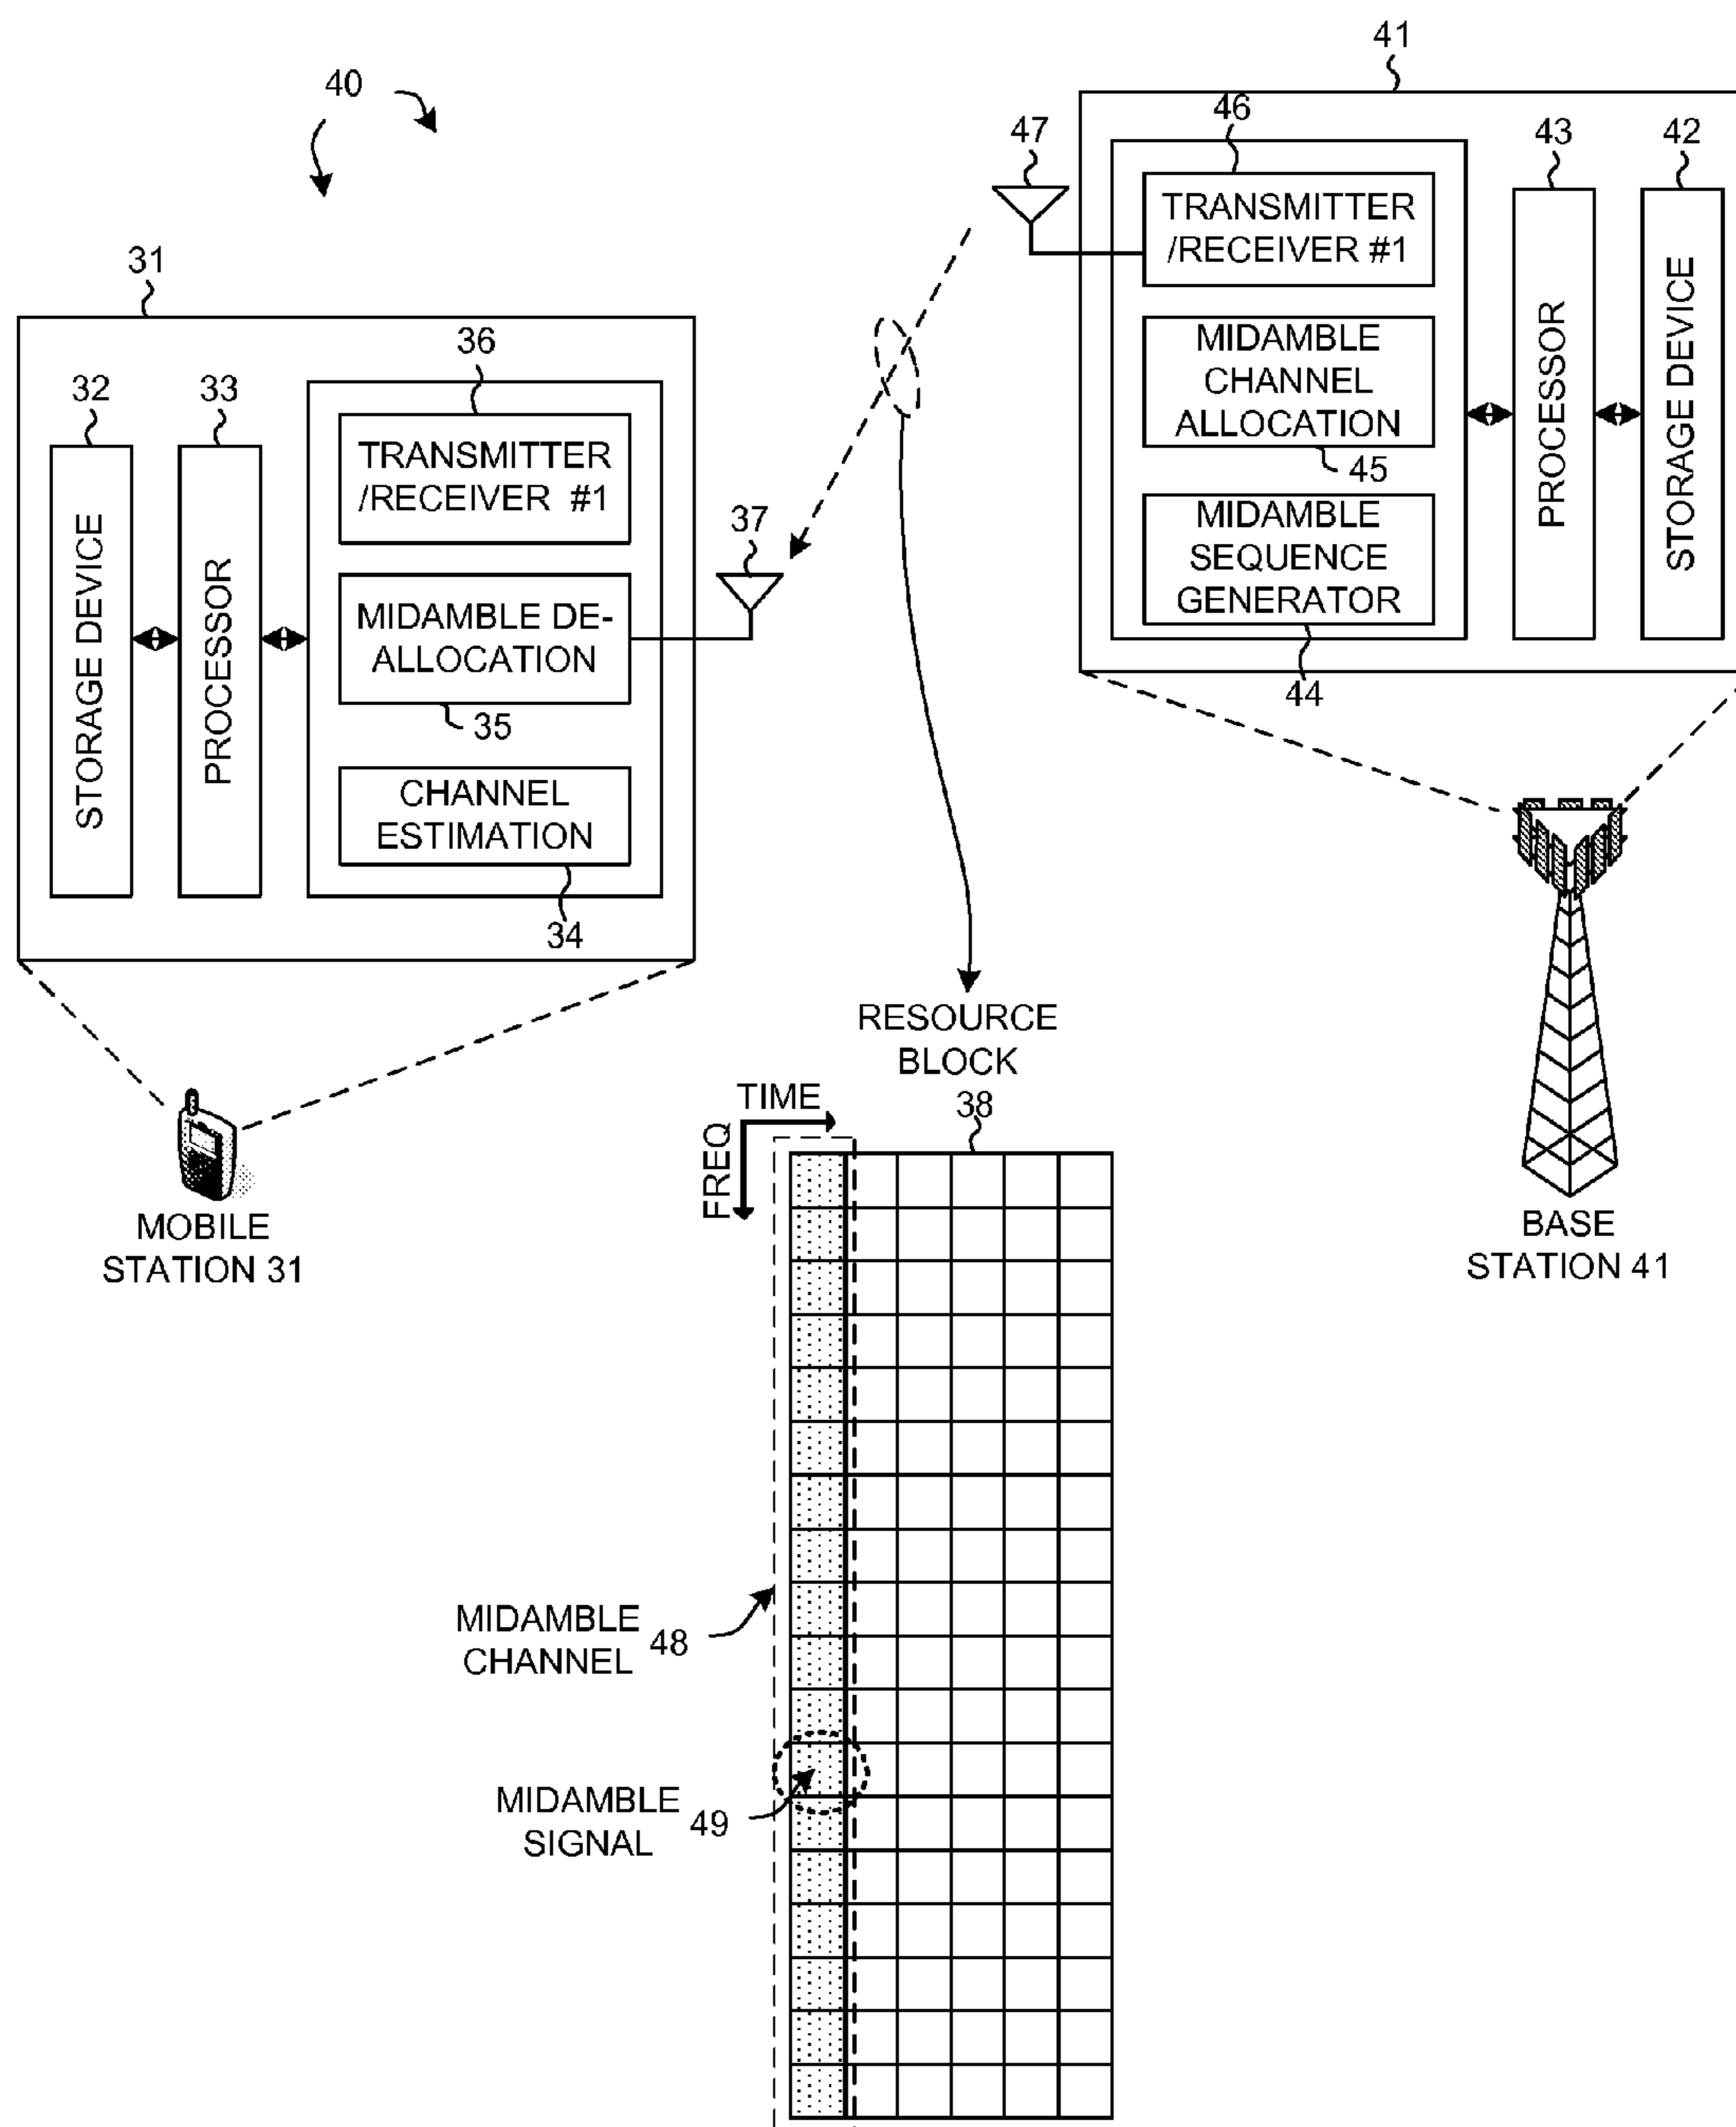 40
41
46
47
43
42
TRANSMITTER
/RECEIVER #1
MIDAMBLE
CHANNEL
ALLOCATION
45
MIDAMBLE
SEQUENCE
GENERATOR
44
PROCESSOR
STORAGE DEVICE
31
36
32
33
STORAGE DEVICE
PROCESSOR
TRANSMITTER
/RECEIVER #1
37
MIDAMBLE DE-
ALLOCATION
35
CHANNEL
ESTIMATION
34
RESOURCE
BLOCK
38
TIME
FREQ
MOBILE
STATION 31
BASE
STATION 41
MIDAMBLE
CHANNEL 48
MIDAMBLE
SIGNAL 49